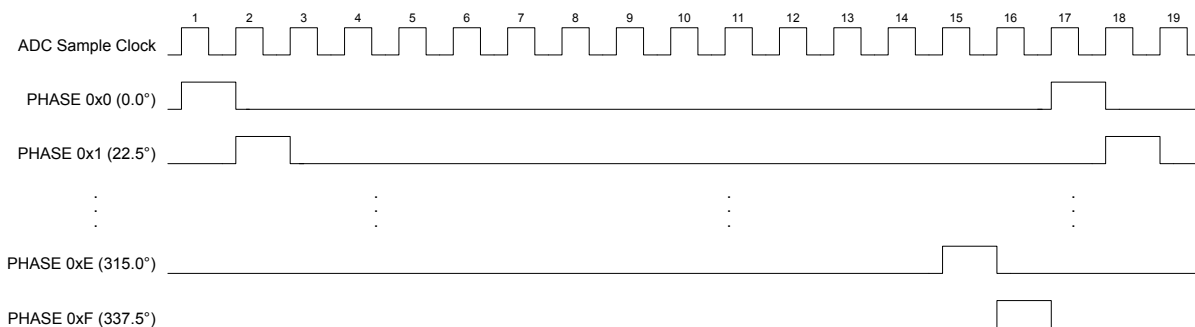 1 2 3 4 5 6 7 8 9 10 11 12 13 14 15 16 17 18 19
ADC Sample Clock
PHASE 0x0 (0.0°)
PHASE 0x1 (22.5°)
PHASE 0xE (315.0°)
PHASE 0xF (337.5°)